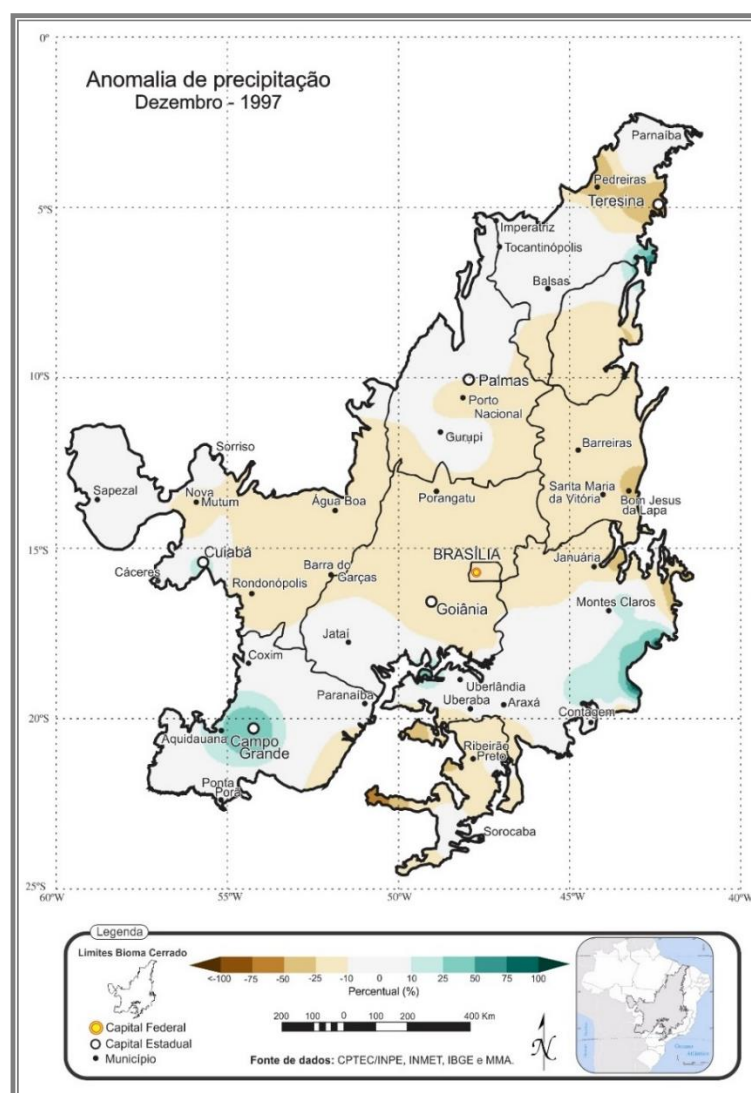 Anomalia de precipitação
Dezembro - 1997
0°
Parnaíba
Pedreiras
Teresina
5°S
Imperatriz
Tocantinópolis
Balsas
10°S
Palmas
Porto
Nacional
Gurupi
Barreiras
Sorriso
Sapezal
Nova
Mutum
Água Boa
Porangatu
Santa Maria
da Vitória
Bom Jesus
da Lapa
15°S
Cuiabá
BRASÍLIA
Januária
Cáceres
Barra do
Garças
Rondonópolis
Goiânia
Montes Claros
Jataí
Coxim
Paranaíba
Uberlândia
Uberaba
Araxá
20°S
Contagem
Aquidauana
Campo
Grande
Ribeirão
Preto
Ponta
Porã
Sorocaba
25°S
60°W
55°W
50°W
45°W
40°W
Legenda
Limites Bioma Cerrado
<-100 -75 -50 -25 -10 0 10 25 50 75 100
Percentual (%)
Capital Federal
Capital Estadual
Município
200 100 0 100 200 400 Km
N
Fonte de dados: CPTEC/INPE, INMET, IBGE e MMA.
Oceano
Atlântico